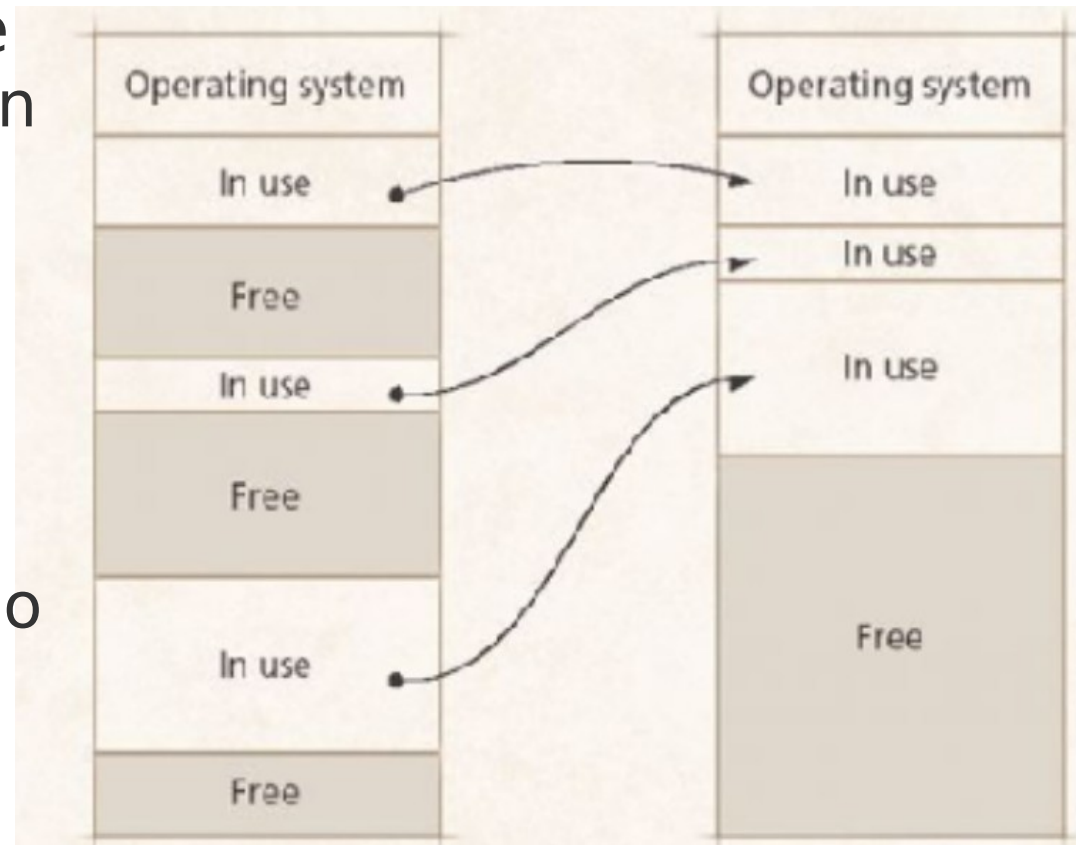 e
n
o
Operating system
In use
Free
In use
Free
In use
Free
Operating system
In use
In use
In use
Free